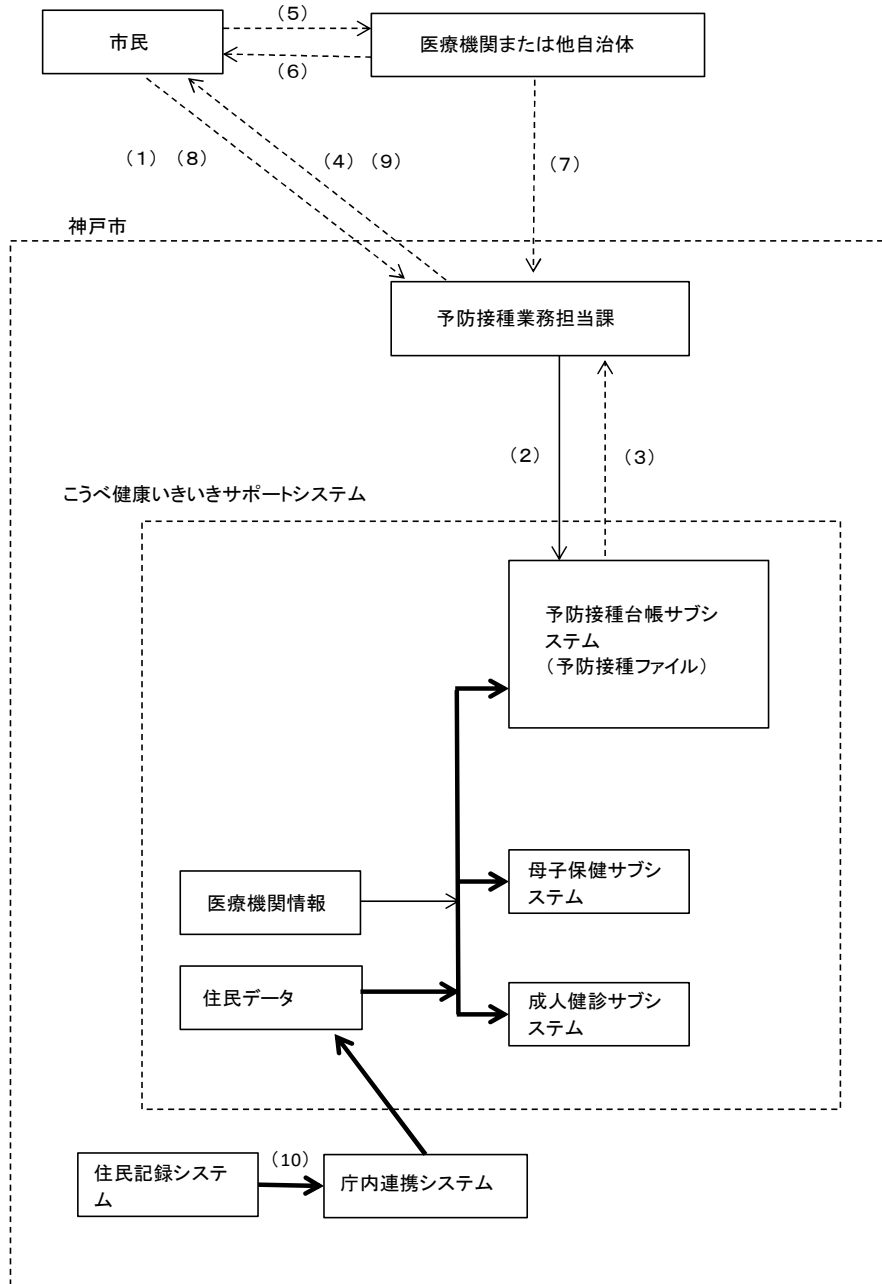 （5）
市民
医療機関または他自治体
（6）
（1）（8）
（4）（9）
（7）
神戸市
予防接種業務担当課
（2）
（3）
こうべ健康いきいきサポートシステム
予防接種台帳サブシ
ステム
（予防接種ファイル）
母子保健サブシ
ステム
医療機関情報
住民データ
成人健診サブシ
ステム
（10）
住民記録システ
ム
庁内連携システム